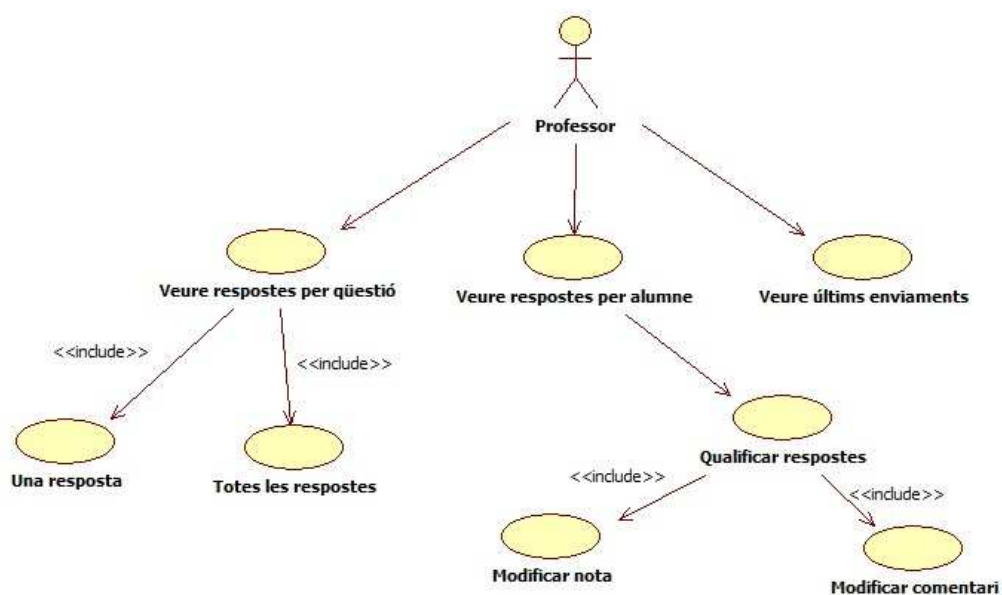 Professor
Veure respostes per qüestió
Veure respostes per alumne
Veure últims enviaments
<<include>>
<<include>>
Una resposta
Totes les respostes
Qualificar respostes
<<include>>
<<include>>
Modificar nota
Modificar comentari